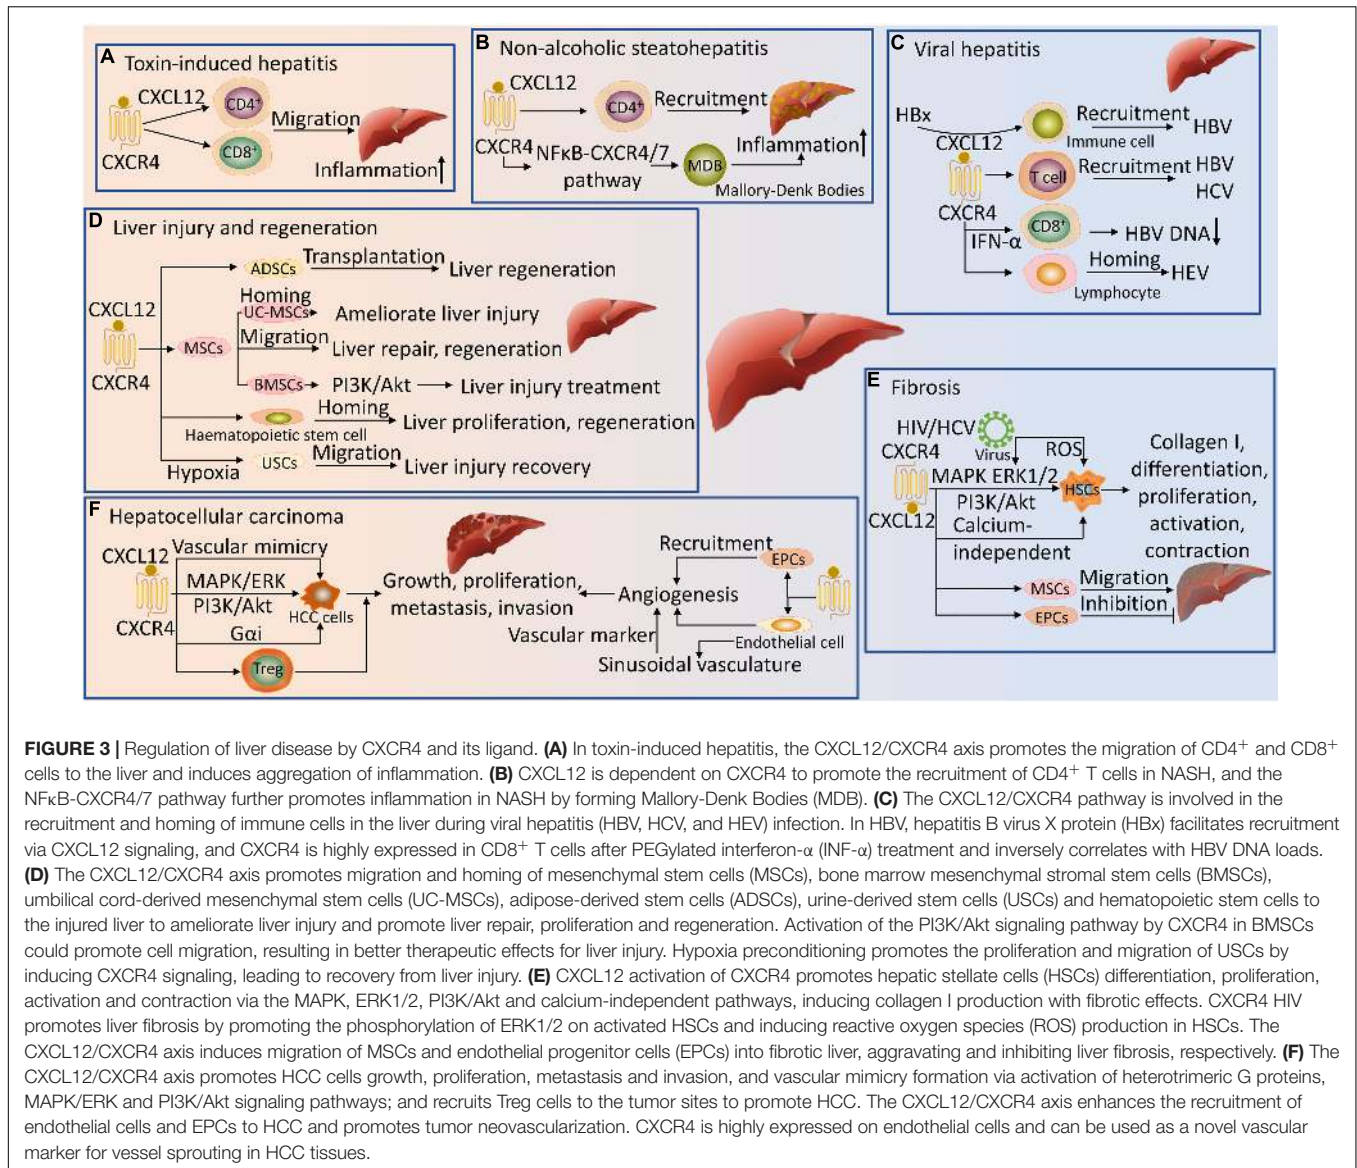 A Toxin-induced hepatitis
CXCL12
CD4+
Migration
CD8+
CXCR4
Inflammation↑
B Non-alcoholic steatohepatitis
CXCL12
CD4+
Recruitment
CXCR4
NFκB-CXCR4/7
pathway
MDB
Inflammation↑
Mallory-Denk Bodies
C Viral hepatitis
HBx
Recruitment
HBV
Immune cell
CXCL12
T cell
Recruitment
HBV
HCV
CXCR4
IFN-α
CD8+
HBV DNA↓
Homing
HEV
Lymphocyte
D Liver injury and regeneration
ADSCs
Transplantation
Liver regeneration
CXCL12
Homing
UC-MSCs
Ameliorate liver injury
MSCs
Migration
Liver repair, regeneration
CXCR4
BMSCs
PI3K/Akt
Liver injury treatment
Homing
Liver proliferation, regeneration
Haematopoietic stem cell
Hypoxia
USCs
Migration
Liver injury recovery
E Fibrosis
HIV/HCV
Virus
ROS
CXCR4
MAPK ERK1/2
HSCs
PI3K/Akt
CXCL12
Calcium-
independent
Collagen I,
differentiation,
proliferation,
activation,
contraction
MSCs
Migration
EPCs
Inhibition
F Hepatocellular carcinoma
CXCL12
Vascular mimicry
MAPK/ERK
PI3K/Akt
HCC cells
CXCR4
Gαi
Treg
Growth, proliferation,
metastasis, invasion
Recruitment
EPCs
Angiogenesis
Vascular marker
Endothelial cell
Sinusoidal vasculature
FIGURE 3 | Regulation of liver disease by CXCR4 and its ligand. (A) In toxin-induced hepatitis, the CXCL12/CXCR4 axis promotes the migration of CD4+ and CD8+
cells to the liver and induces aggregation of inflammation. (B) CXCL12 is dependent on CXCR4 to promote the recruitment of CD4+ T cells in NASH, and the
NFκB-CXCR4/7 pathway further promotes inflammation in NASH by forming Mallory-Denk Bodies (MDB). (C) The CXCL12/CXCR4 pathway is involved in the
recruitment and homing of immune cells in the liver during viral hepatitis (HBV, HCV, and HEV) infection. In HBV, hepatitis B virus X protein (HBx) facilitates recruitment
via CXCL12 signaling, and CXCR4 is highly expressed in CD8+ T cells after PEGylated interferon-α (INF-α) treatment and inversely correlates with HBV DNA loads.
(D) The CXCL12/CXCR4 axis promotes migration and homing of mesenchymal stem cells (MSCs), bone marrow mesenchymal stromal stem cells (BMSCs),
umbilical cord-derived mesenchymal stem cells (UC-MSCs), adipose-derived stem cells (ADSCs), urine-derived stem cells (USCs) and hematopoietic stem cells to
the injured liver to ameliorate liver injury and promote liver repair, proliferation and regeneration. Activation of the PI3K/Akt signaling pathway by CXCR4 in BMSCs
could promote cell migration, resulting in better therapeutic effects for liver injury. Hypoxia preconditioning promotes the proliferation and migration of USCs by
inducing CXCR4 signaling, leading to recovery from liver injury. (E) CXCL12 activation of CXCR4 promotes hepatic stellate cells (HSCs) differentiation, proliferation,
activation and contraction via the MAPK, ERK1/2, PI3K/Akt and calcium-independent pathways, inducing collagen I production with fibrotic effects. CXCR4 HIV
promotes liver fibrosis by promoting the phosphorylation of ERK1/2 on activated HSCs and inducing reactive oxygen species (ROS) production in HSCs. The
CXCL12/CXCR4 axis induces migration of MSCs and endothelial progenitor cells (EPCs) into fibrotic liver, aggravating and inhibiting liver fibrosis, respectively. (F) The
CXCL12/CXCR4 axis promotes HCC cells growth, proliferation, metastasis and invasion, and vascular mimicry formation via activation of heterotrimeric G proteins,
MAPK/ERK and PI3K/Akt signaling pathways; and recruits Treg cells to the tumor sites to promote HCC. The CXCL12/CXCR4 axis enhances the recruitment of
endothelial cells and EPCs to HCC and promotes tumor neovascularization. CXCR4 is highly expressed on endothelial cells and can be used as a novel vascular
marker for vessel sprouting in HCC tissues.